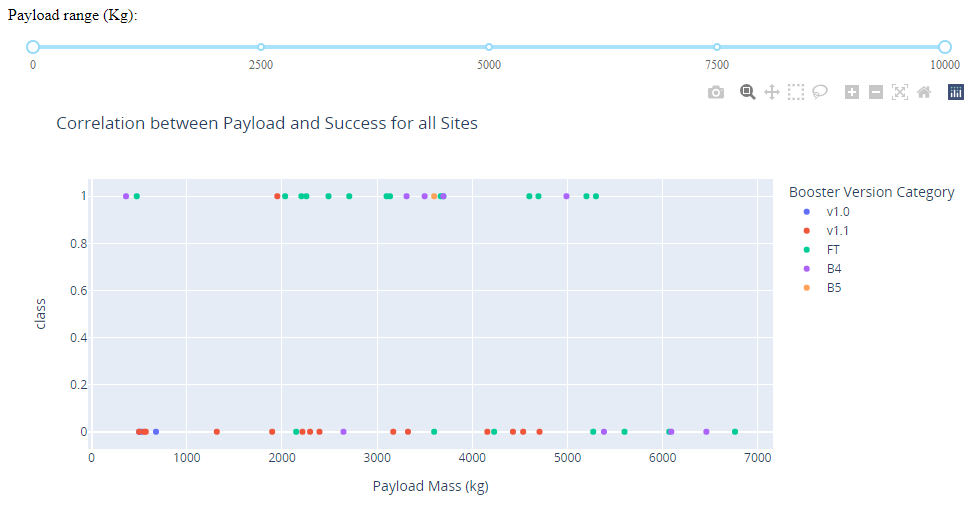 Payload range (Kg):
0 2500 5000 7500 10000
Correlation between Payload and Success for all Sites
Booster Version Category
v1.0
v1.1
FT
B4
B5
1
0.8
0.6
0.4
0.2
0
class
0 1000 2000 3000 4000 5000 6000 7000
Payload Mass (kg)